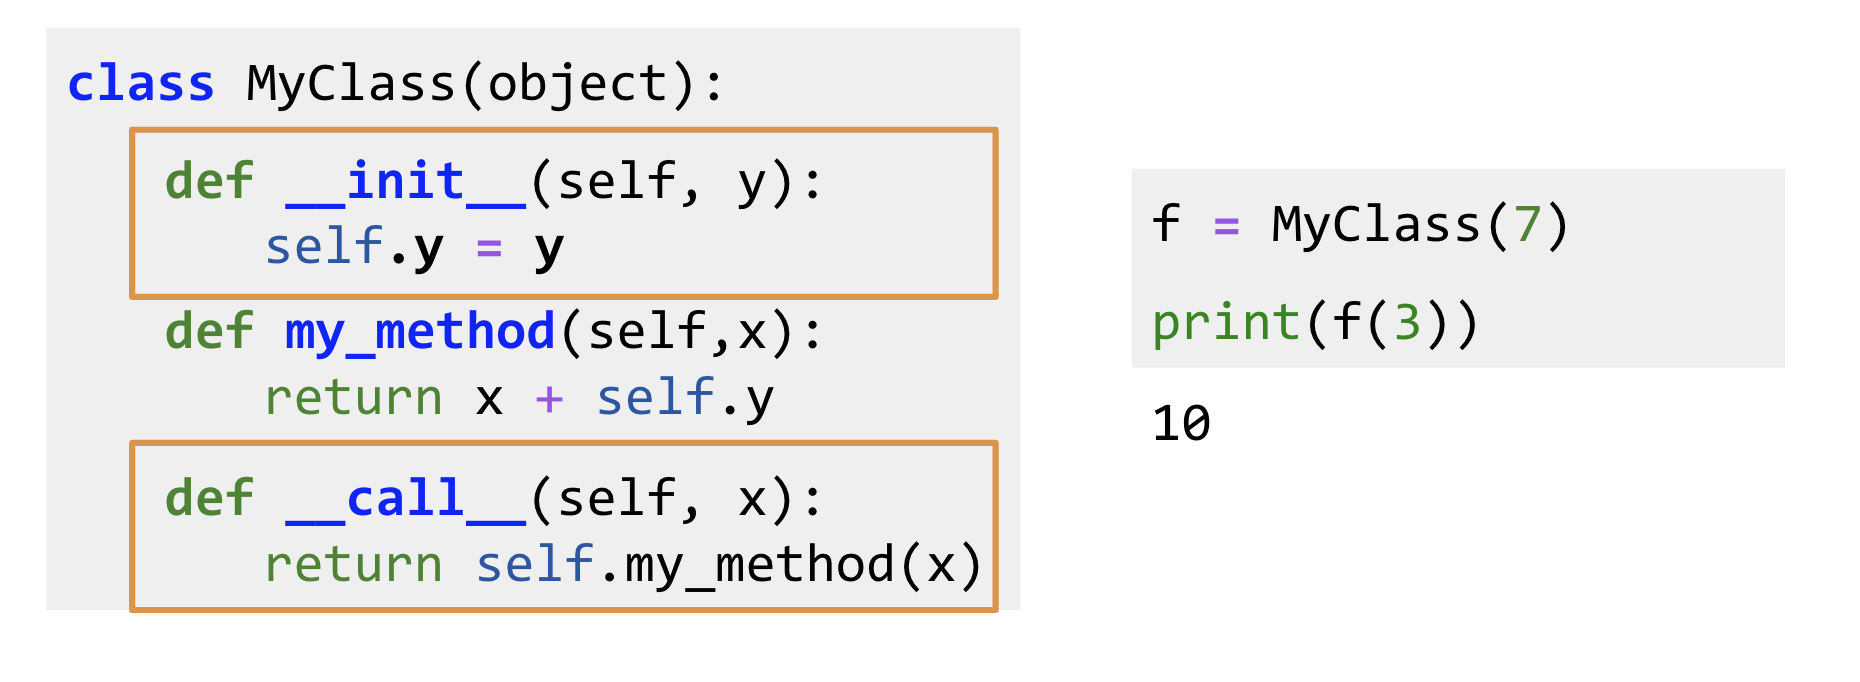 class MyClass(object):
def __init__(self, y):
self.y = y
def my_method(self,x):
return x + self.y
def __call__(self, x):
return self.my_method(x)
f = MyClass(7)
print(f(3))
10